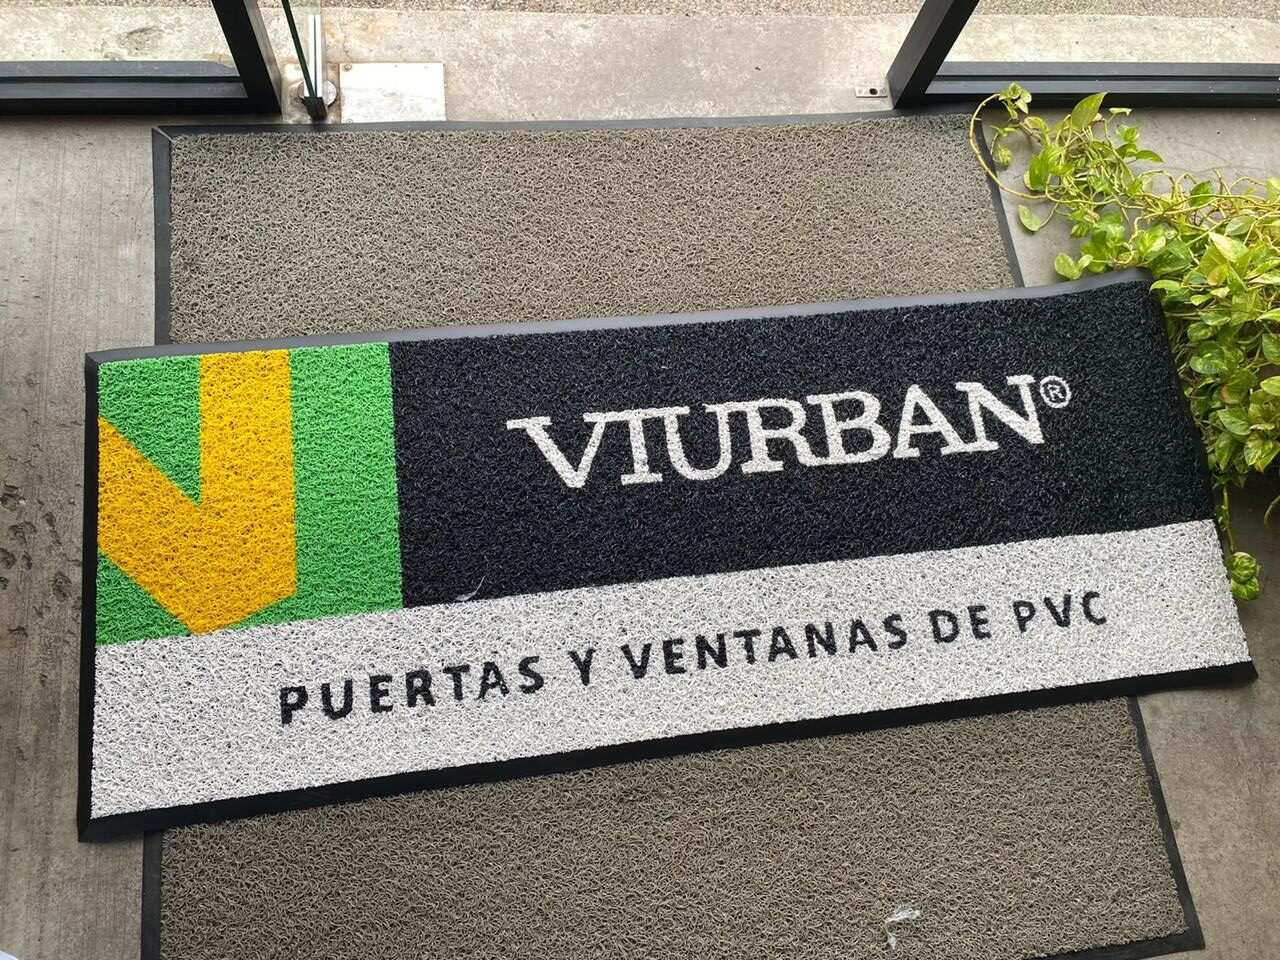 VIURBAN®
PUERTAS Y VENTANAS DE PVC